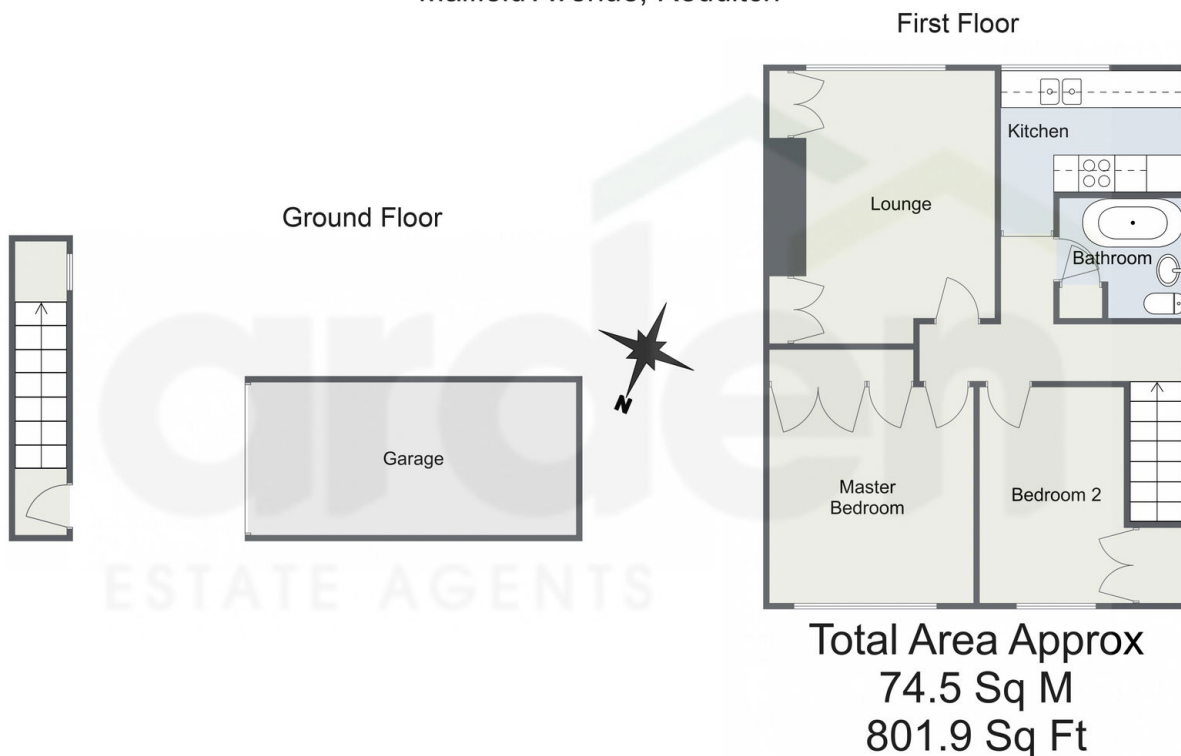 First Floor
Kitchen
Lounge
Bathroom
Ground Floor
N
Garage
Master
Bedroom
Bedroom 2
arden
ESTATE AGENTS
Total Area Approx
74.5 Sq M
801.9 Sq Ft